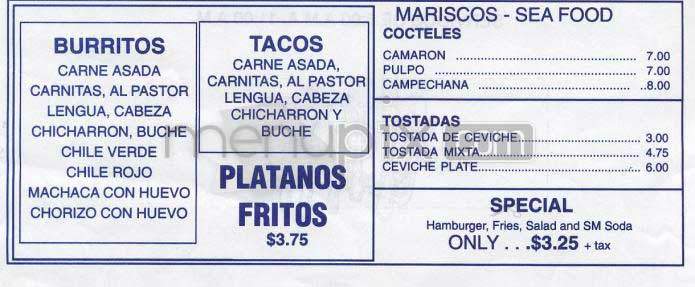 BURRITOS
CARNE ASADA
CARNITAS, AL PASTOR
LENGUA, CABEZA
CHICHARRON, BUCHE
CHILE VERDE
CHILE ROJO
MACHACA CON HUEVO
CHORIZO CON HUEVO
TACOS
CARNE ASADA,
CARNITAS, AL PASTOR
LENGUA, CABEZA
CHICHARRON Y
BUCHE
PLATANOS
FRITOS
$3.75
MARISCOS - SEA FOOD
COCTELES
CAMARON 7.00
PULPO 7.00
CAMPECHANA 8.00
TOSTADAS
TOSTADA DE CEVICHE 3.00
TOSTADA MIXTA 4.75
CEVICHE PLATE 6.00
SPECIAL
Hamburger, Fries, Salad and SM Soda
ONLY . . .$3.25 + tax
menupix.com